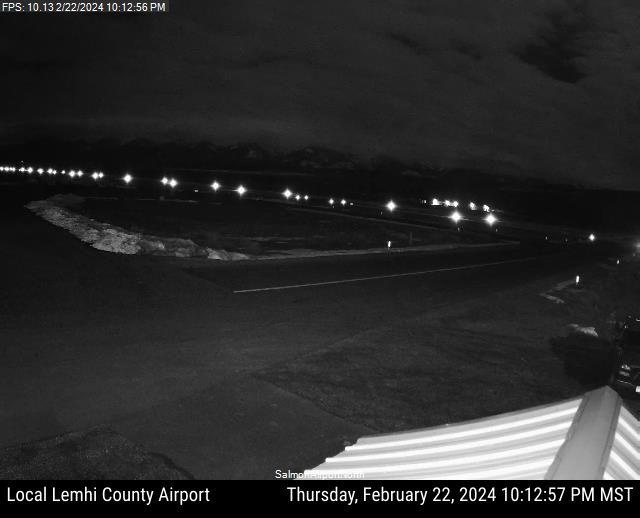 FPS: 10.13 2/22/2024 10:12:56 PM
Local Lemhi County Airport
Thursday, February 22, 2024 10:12:57 PM MST